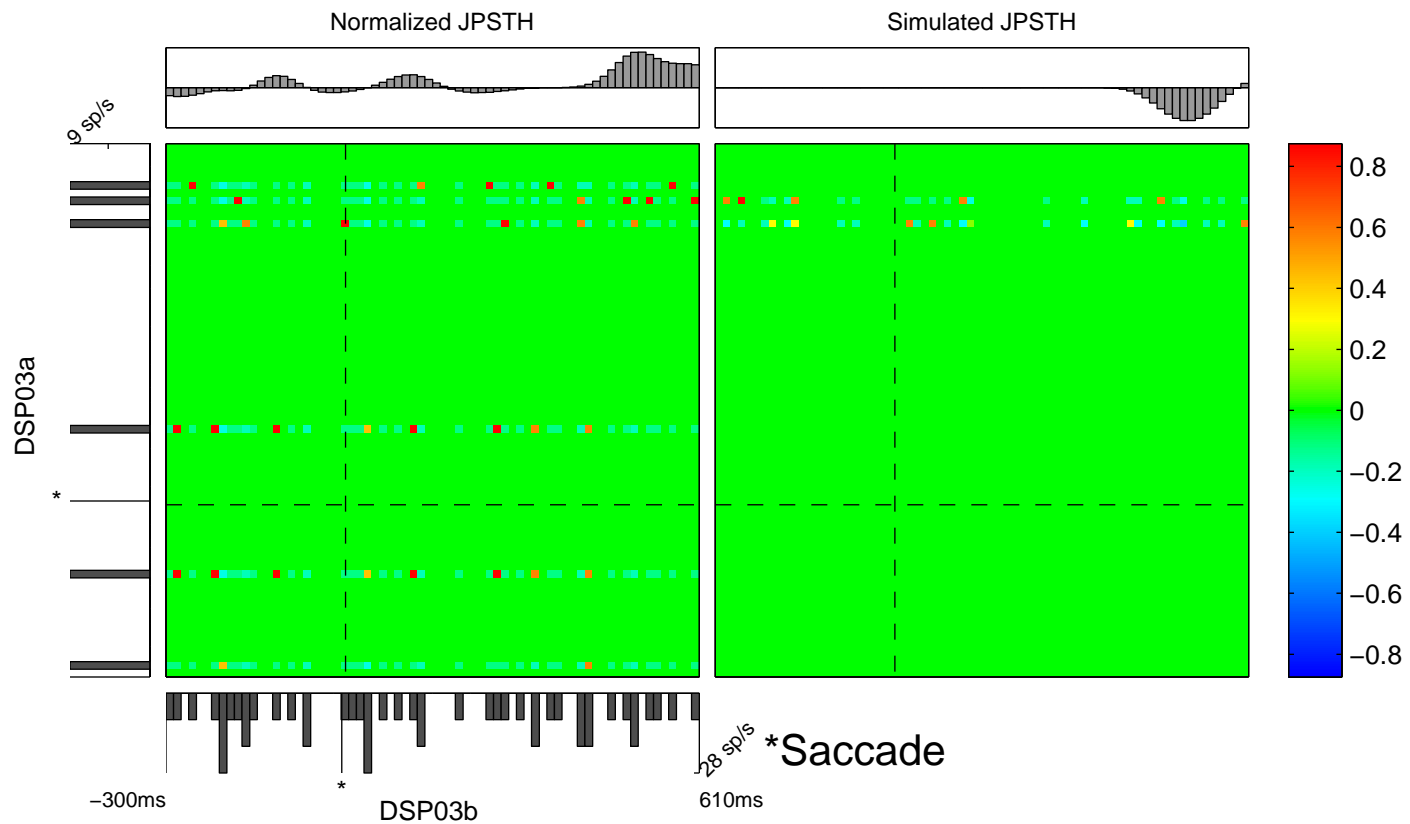 Normalized JPSTH
Simulated JPSTH
9 sp/s
DSP03a
*
0.8
0.6
0.4
0.2
0
−0.2
−0.4
−0.6
−0.8
28 sp/s
*Saccade
*
−300ms
610ms
DSP03b